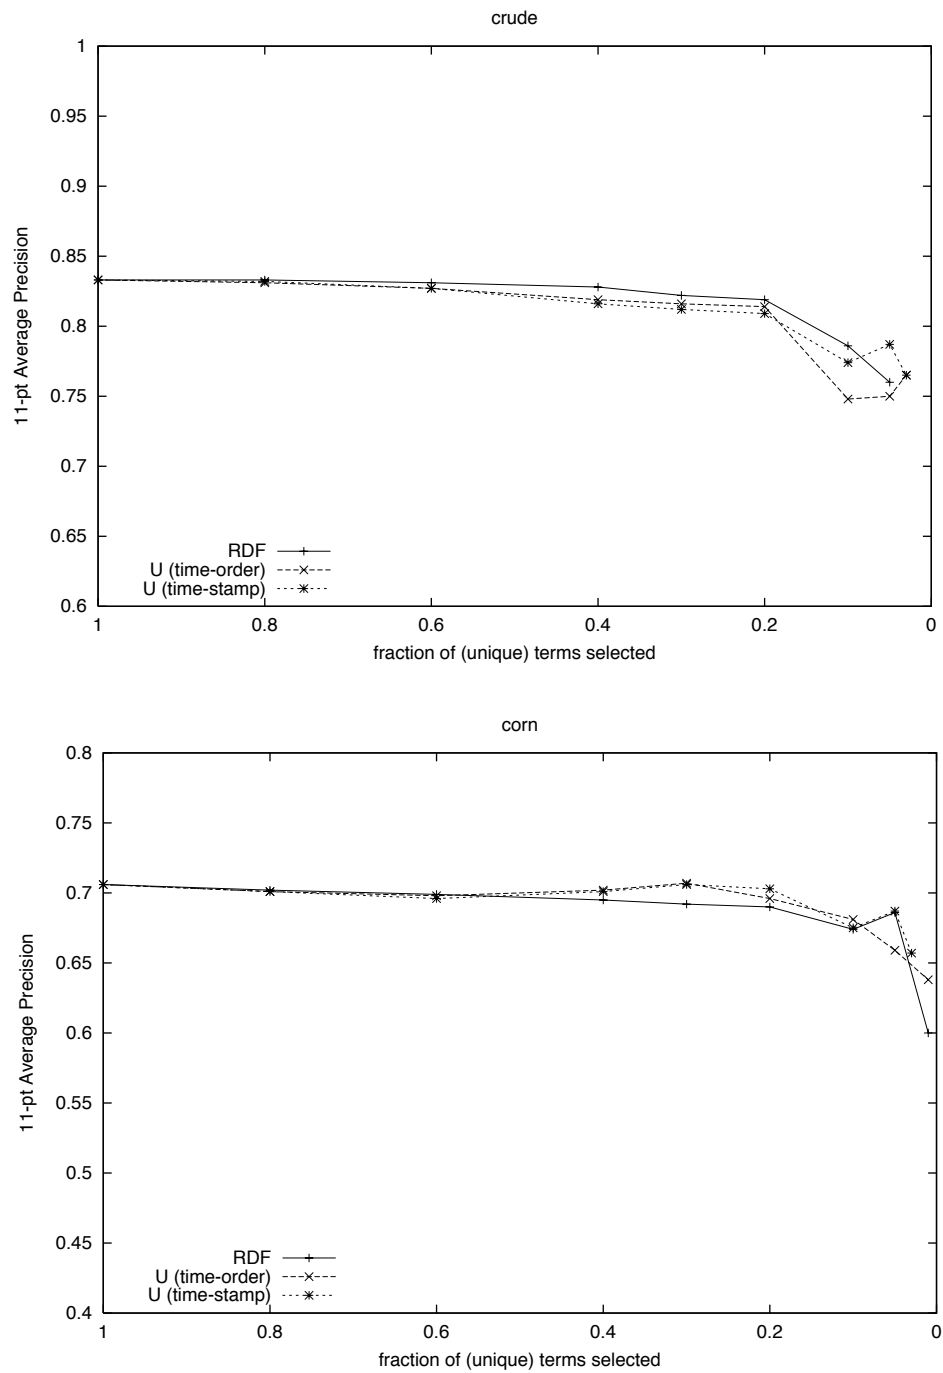 crude
1
0.95
0.9
0.85
0.8
0.75
0.7
0.65
0.6
11-pt Average Precision
RDF
U (time-order)
U (time-stamp)
1 0.8 0.6 0.4 0.2 0
fraction of (unique) terms selected
corn
0.8
0.75
0.7
0.65
0.6
0.55
0.5
0.45
0.4
11-pt Average Precision
RDF
U (time-order)
U (time-stamp)
1 0.8 0.6 0.4 0.2 0
fraction of (unique) terms selected